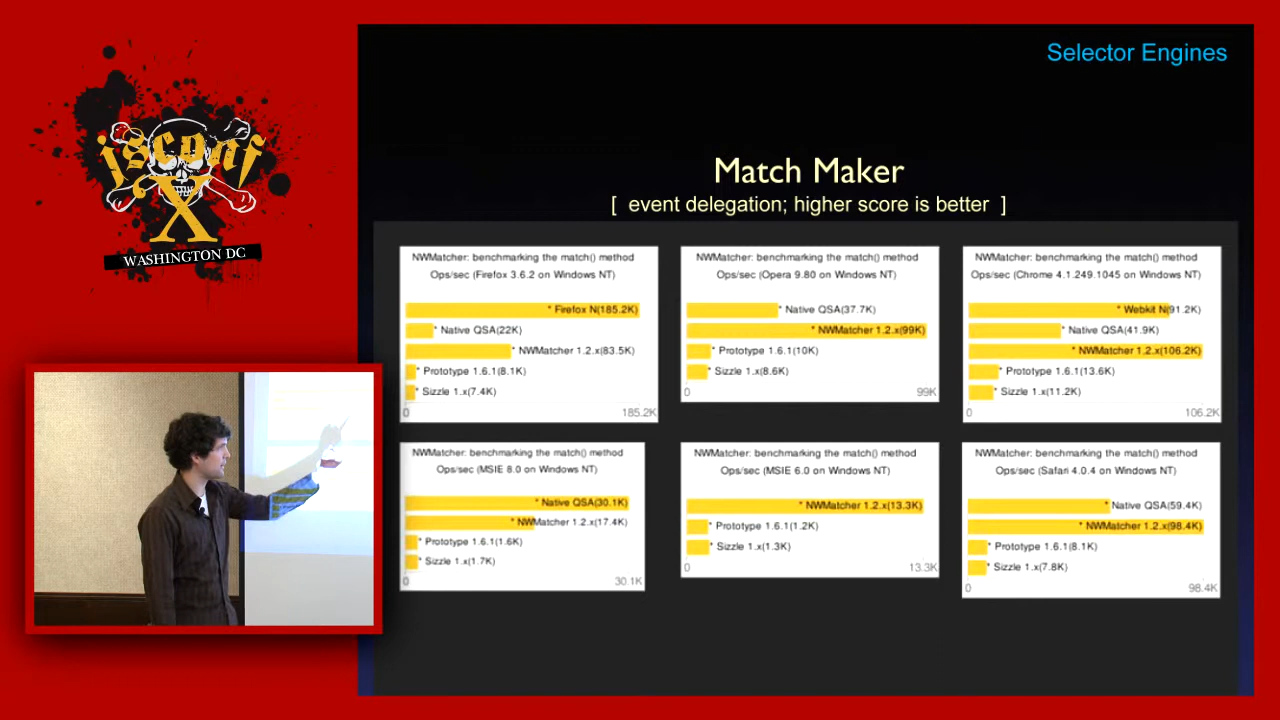 jsconf
X
WASHINGTON DC
Selector Engines
Match Maker
[ event delegation; higher score is better ]
NWMatcher: benchmarking the match() method
Ops/sec (Firefox 3.6.2 on Windows NT)
* Firefox N(185.2K)
* Native QSA(22K)
* NWMatcher 1.2.x(83.5K)
* Prototype 1.6.1(8.1K)
* Sizzle 1.x(7.4K)
0 185.2K
NWMatcher: benchmarking the match() method
Ops/sec (Opera 9.80 on Windows NT)
* Native QSA(37.7K)
* NWMatcher 1.2.x(99K)
* Prototype 1.6.1(10K)
* Sizzle 1.x(8.6K)
0 99K
NWMatcher: benchmarking the match() method
Ops/sec (Chrome 4.1.249.1045 on Windows NT)
* Webkit N(91.2K)
* Native QSA(41.9K)
* NWMatcher 1.2.x(106.2K)
* Prototype 1.6.1(13.6K)
* Sizzle 1.x(11.2K)
0 106.2K
NWMatcher: benchmarking the match() method
Ops/sec (MSIE 8.0 on Windows NT)
* Native QSA(30.1K)
* NWMatcher 1.2.x(17.4K)
* Prototype 1.6.1(1.6K)
* Sizzle 1.x(1.7K)
0 30.1K
NWMatcher: benchmarking the match() method
Ops/sec (MSIE 6.0 on Windows NT)
* NWMatcher 1.2.x(13.3K)
* Prototype 1.6.1(1.2K)
* Sizzle 1.x(1.3K)
0 13.3K
NWMatcher: benchmarking the match() method
Ops/sec (Safari 4.0.4 on Windows NT)
* Native QSA(59.4K)
* NWMatcher 1.2.x(98.4K)
* Prototype 1.6.1(8.1K)
* Sizzle 1.x(7.8K)
0 98.4K